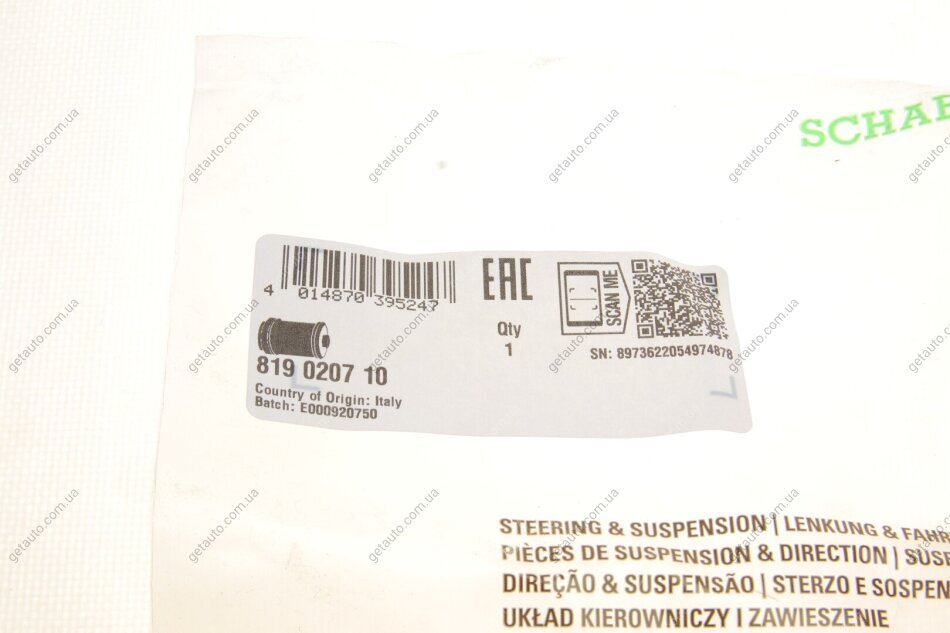 SCHAE
4 014870 395247
EAC
SCAN ME
Qty
1
SN: 8973622054974878
819 0207 10
Country of Origin: Italy
Batch: E000920750
STEERING & SUSPENSION | LENKUNG & FAHR
PIÈCES DE SUSPENSION & DIRECTION | SUSP
DIREÇÃO & SUSPENSÃO | STERZO E SOSPEN
UKŁAD KIEROWNICZY I ZAWIESZENIE
getauto.com.ua